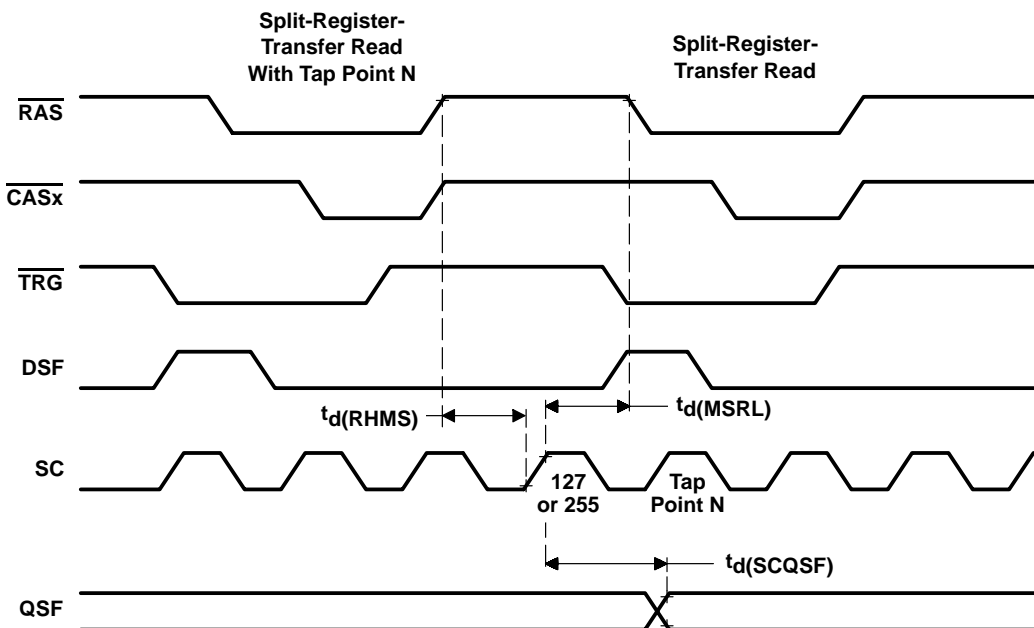 Split-Register-
Transfer Read
With Tap Point N
Split-Register-
Transfer Read
RAS
CASx
TRG
DSF
td(RHMS)
td(MSRL)
SC
127
or 255
Tap
Point N
td(SCQSF)
QSF